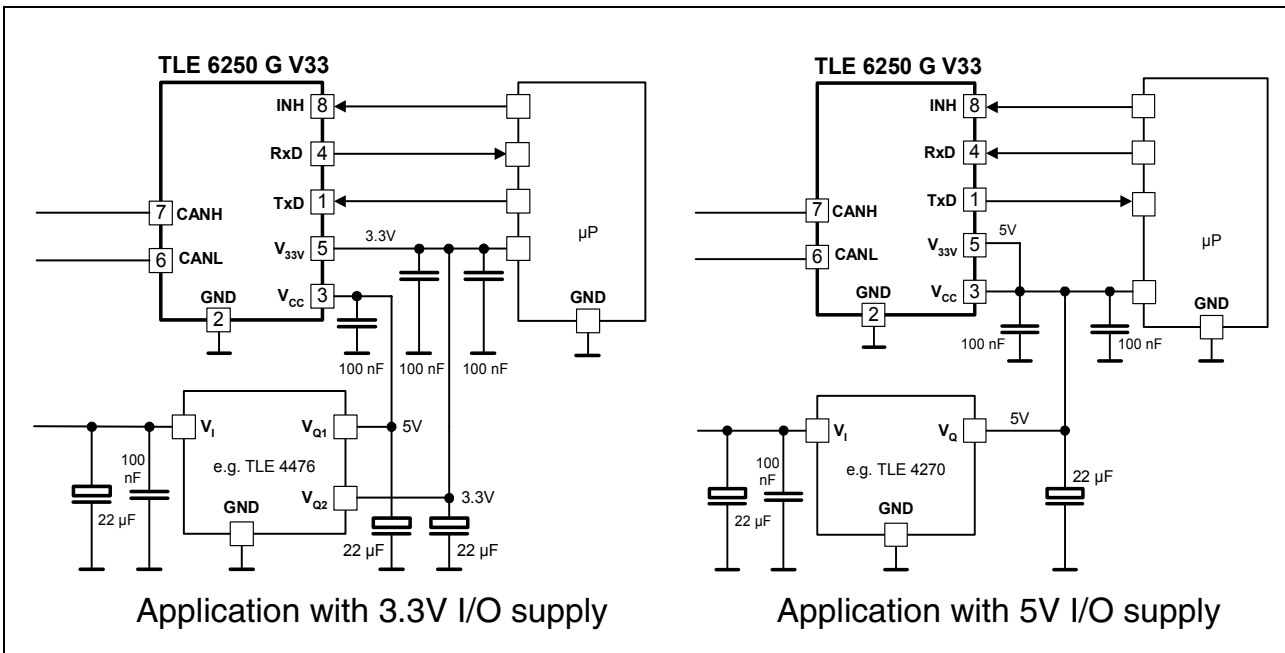 TLE 6250 G V33
INH 8
RxD 4
TxD 1
V33V 5
VCC 3
7 CANH
6 CANL
GND
2
3.3V
µP
GND
100 nF
100 nF
100 nF
VI
VQ1
5V
e.g. TLE 4476
VQ2
3.3V
GND
100
nF
22 µF
22 µF
22 µF
Application with 3.3V I/O supply
TLE 6250 G V33
INH 8
RxD 4
TxD 1
V33V 5
VCC 3
7 CANH
6 CANL
GND
2
5V
µP
GND
100 nF
100 nF
VI
VQ
5V
e.g. TLE 4270
GND
100
nF
22 µF
22 µF
Application with 5V I/O supply